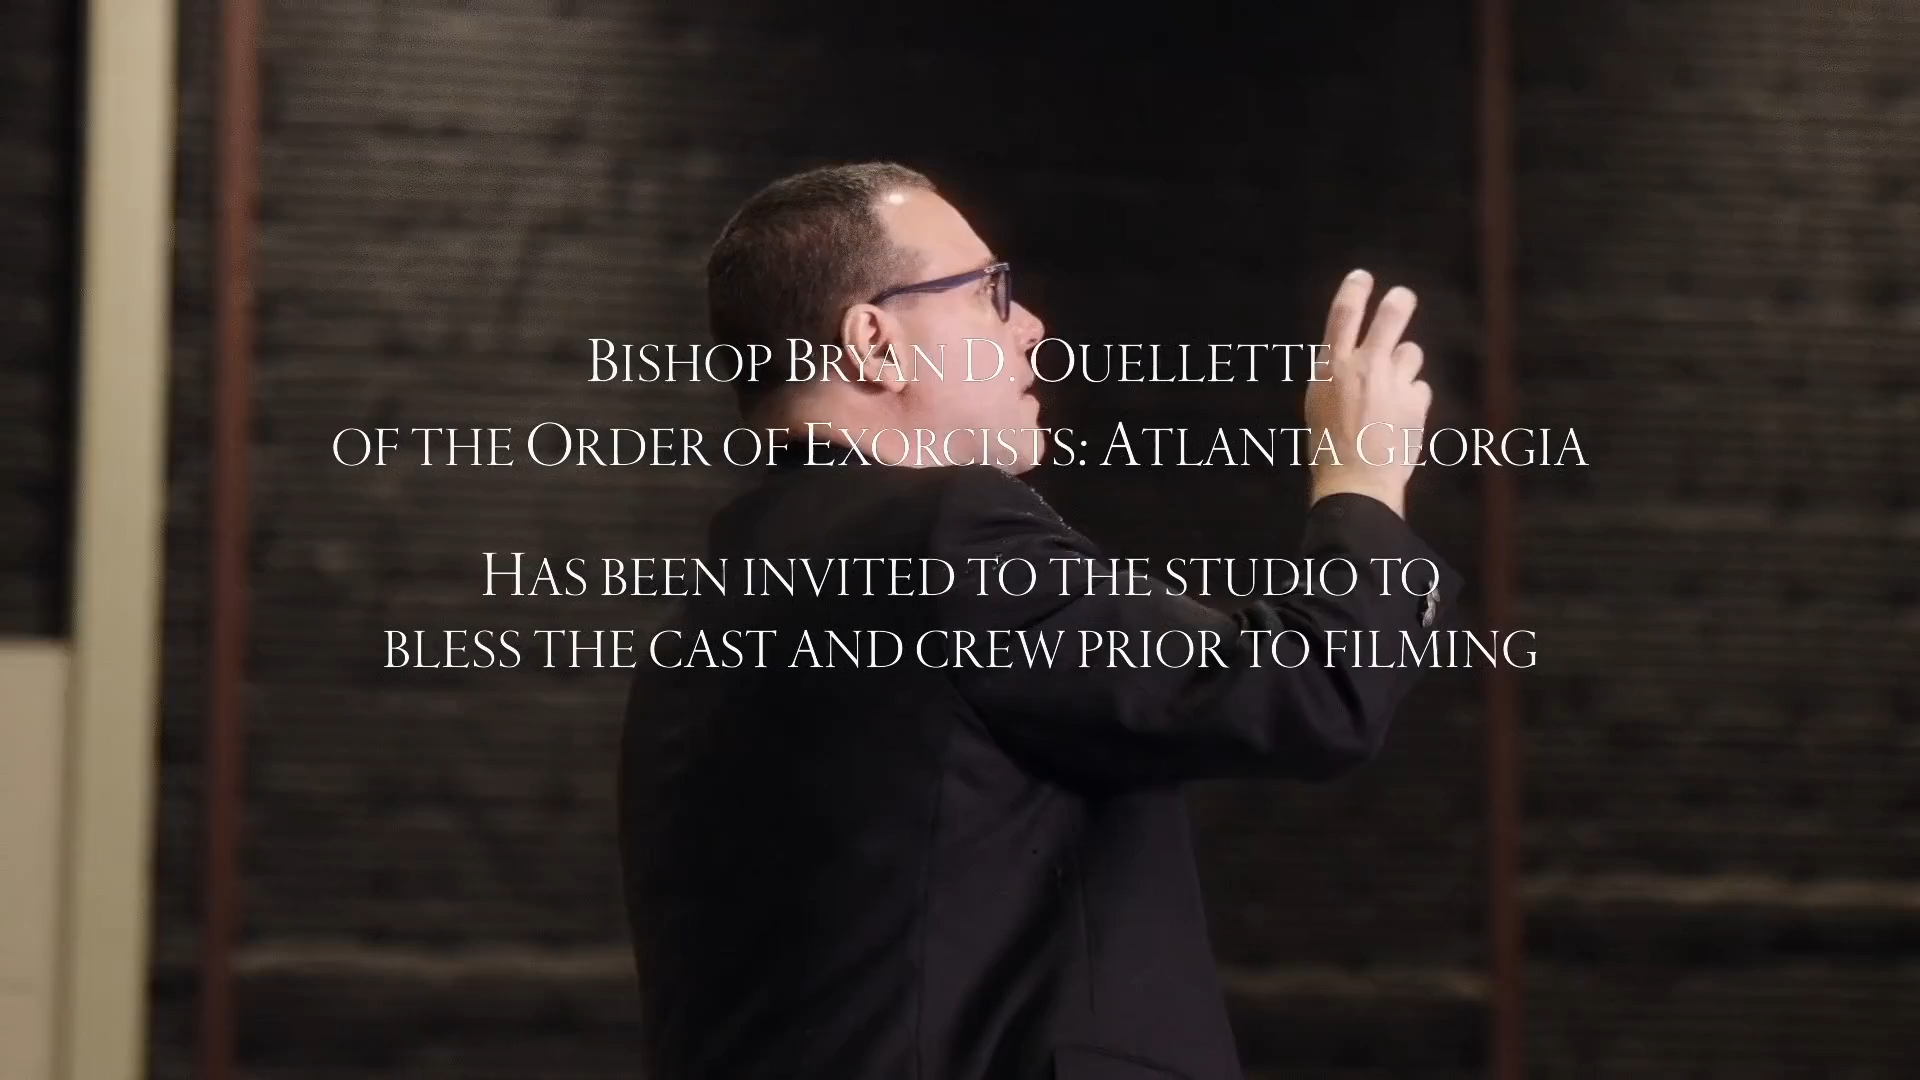 Bishop Bryan D. Ouellette
of the Order of Exorcists: Atlanta Georgia
Has been invited to the studio to
bless the cast and crew prior to filming